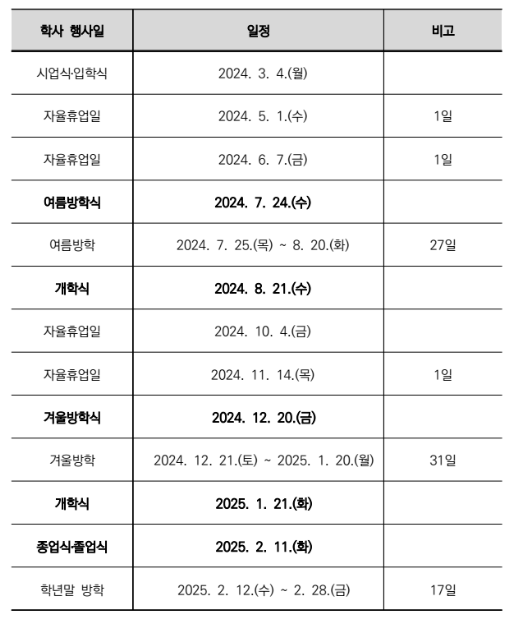 학사 행사일 일정 비고
시업식·입학식 2024. 3. 4.(월)
자율휴업일 2024. 5. 1.(수) 1일
자율휴업일 2024. 6. 7.(금) 1일
여름방학식 2024. 7. 24.(수)
여름방학 2024. 7. 25.(목) ~ 8. 20.(화) 27일
개학식 2024. 8. 21.(수)
자율휴업일 2024. 10. 4.(금)
자율휴업일 2024. 11. 14.(목) 1일
겨울방학식 2024. 12. 20.(금)
겨울방학 2024. 12. 21.(토) ~ 2025. 1. 20.(월) 31일
개학식 2025. 1. 21.(화)
종업식·졸업식 2025. 2. 11.(화)
학년말 방학 2025. 2. 12.(수) ~ 2. 28.(금) 17일